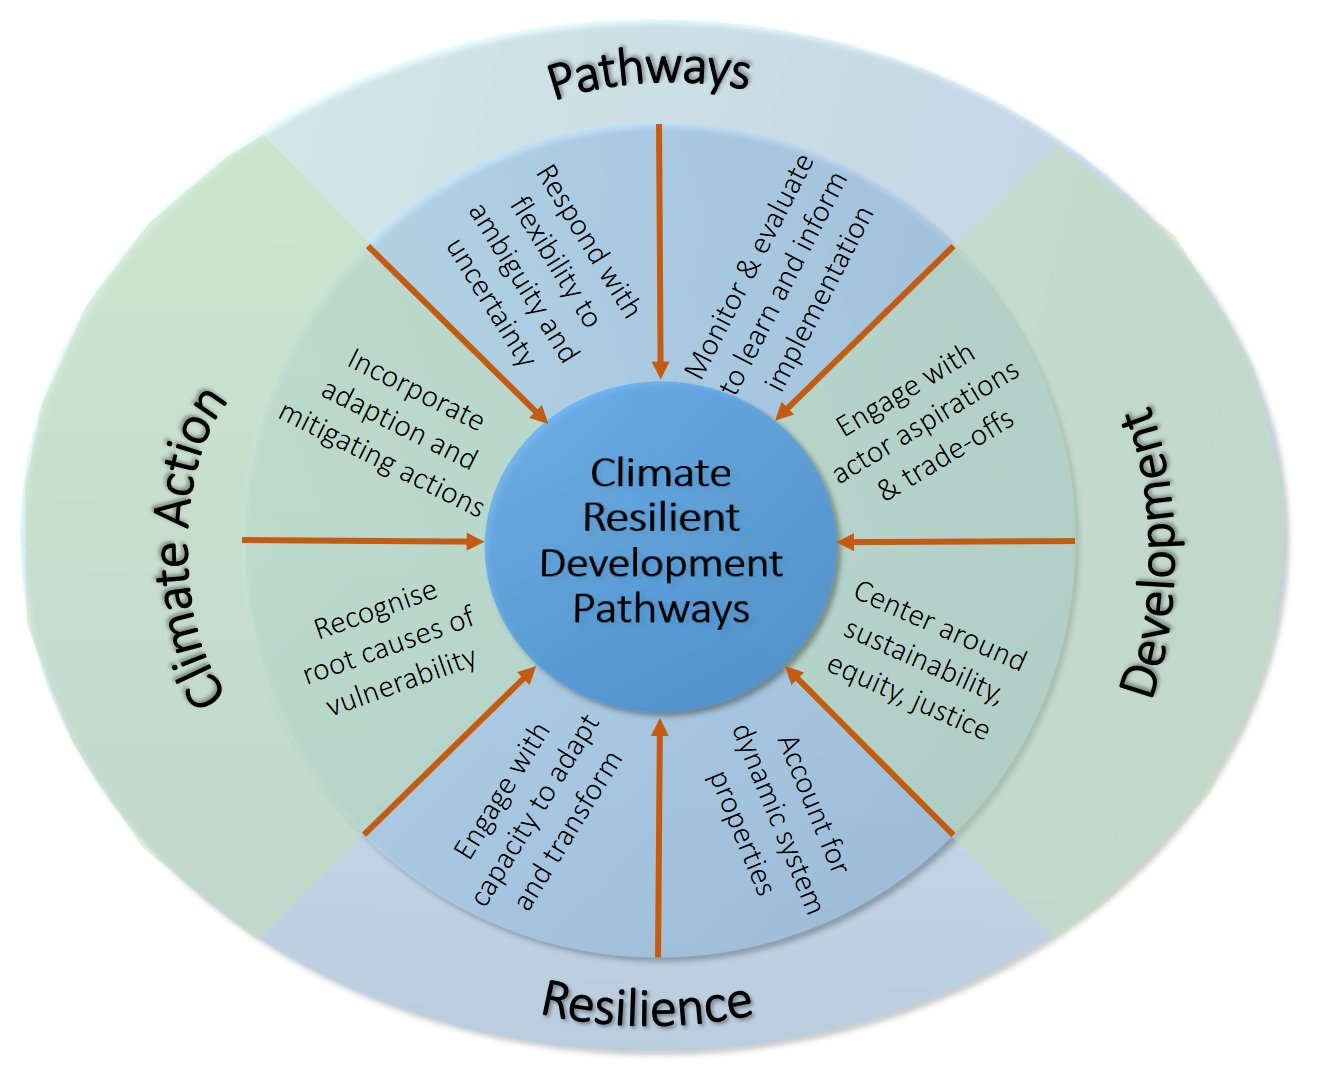 Pathways
Respond with
flexibility to
ambiguity and
uncertainty
Monitor & evaluate
to learn and inform
implementation
Climate Action
Incorporate
adaption and
mitigating actions
Engage with
actor aspirations
& trade-offs
Development
Climate
Resilient
Development
Pathways
Recognise
root causes of
vulnerability
Center around
sustainability,
equity, justice
Engage with
capacity to adapt
and transform
Account for
dynamic system
properties
Resilience